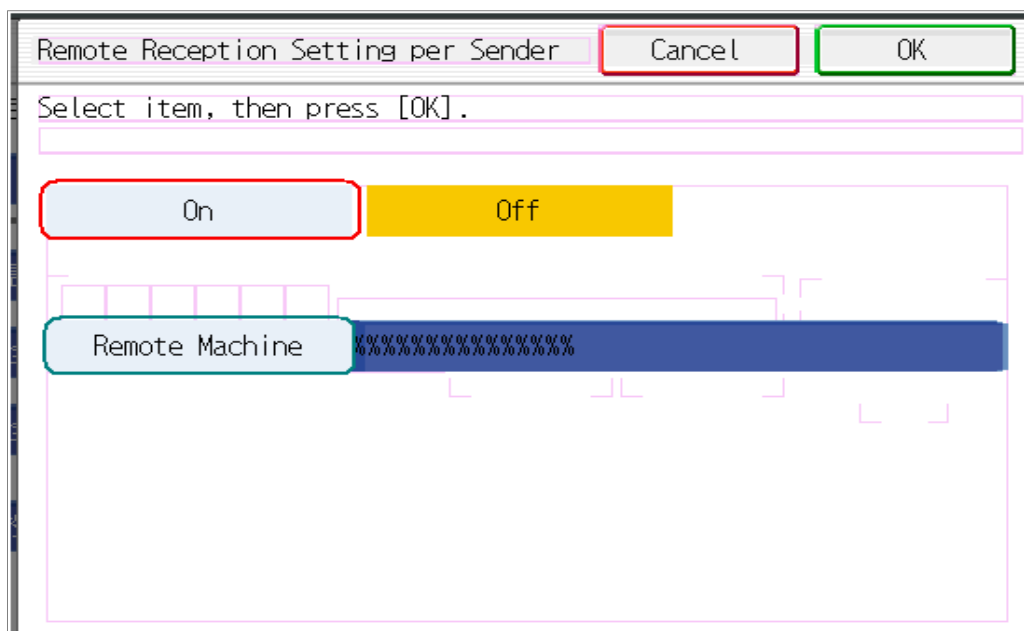 Remote Reception Setting per Sender Cancel OK
Select item, then press [OK].
On Off
Remote Machine %%%%%%%%%%%%%%%